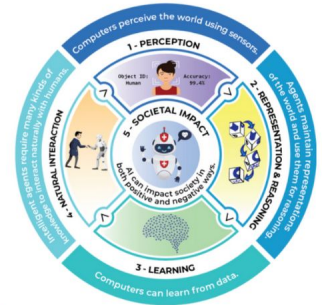 Computers perceive the world using sensors.
1 - PERCEPTION
Object ID:
Human
Accuracy:
99.45
2 - REPRESENTATION & REASONING
Agents maintain representations
of the world and use them for reasoning.
3 - LEARNING
Computers can learn from data.
4 - NATURAL INTERACTION
Intelligent agents require many kinds of
knowledge to interact naturally with humans.
5 - SOCIETAL IMPACT
AI can impact society in
both positive and negative ways.